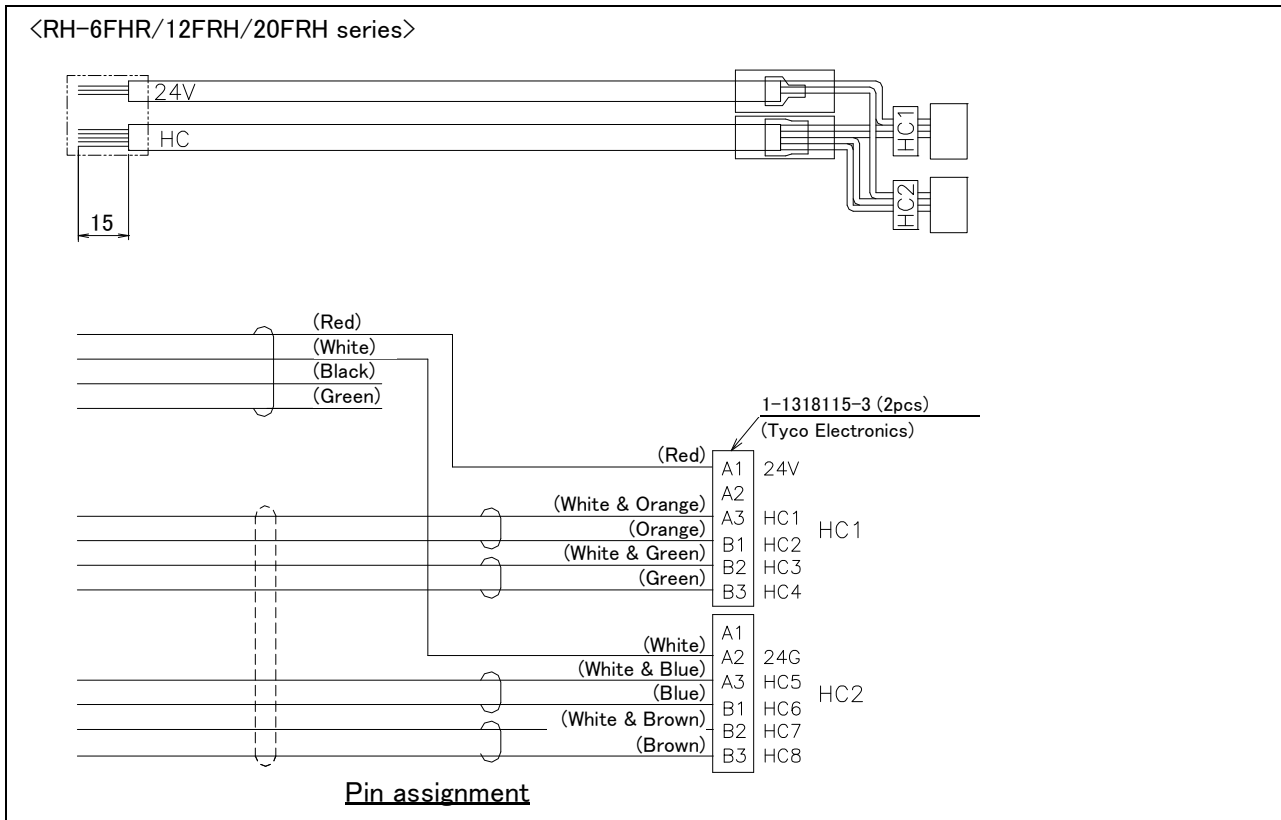 <RH-6FHR/12FRH/20FRH series>
24V
HC
HC1
HC2
15
(Red)
(White)
(Black)
(Green)
1-1318115-3 (2pcs)
(Tyco Electronics)
(Red) A1 24V
A2
(White & Orange) A3 HC1
(Orange) B1 HC2
HC1
(White & Green) B2 HC3
(Green) B3 HC4
A1
(White) A2 24G
(White & Blue) A3 HC5
(Blue) B1 HC6
HC2
(White & Brown) B2 HC7
(Brown) B3 HC8
Pin assignment